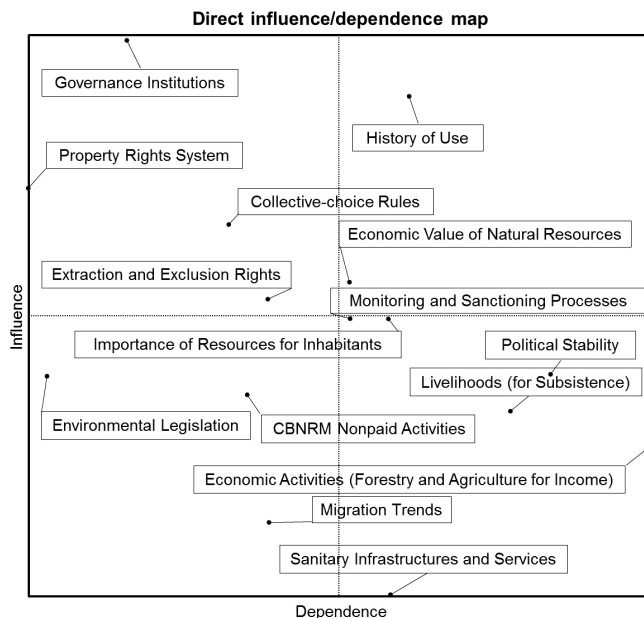 Direct influence/dependence map
Governance Institutions
History of Use
Property Rights System
Collective-choice Rules
Economic Value of Natural Resources
Extraction and Exclusion Rights
Monitoring and Sanctioning Processes
Influence
Importance of Resources for Inhabitants
Political Stability
Livelihoods (for Subsistence)
Environmental Legislation
CBNRM Nonpaid Activities
Economic Activities (Forestry and Agriculture for Income)
Migration Trends
Sanitary Infrastructures and Services
Dependence